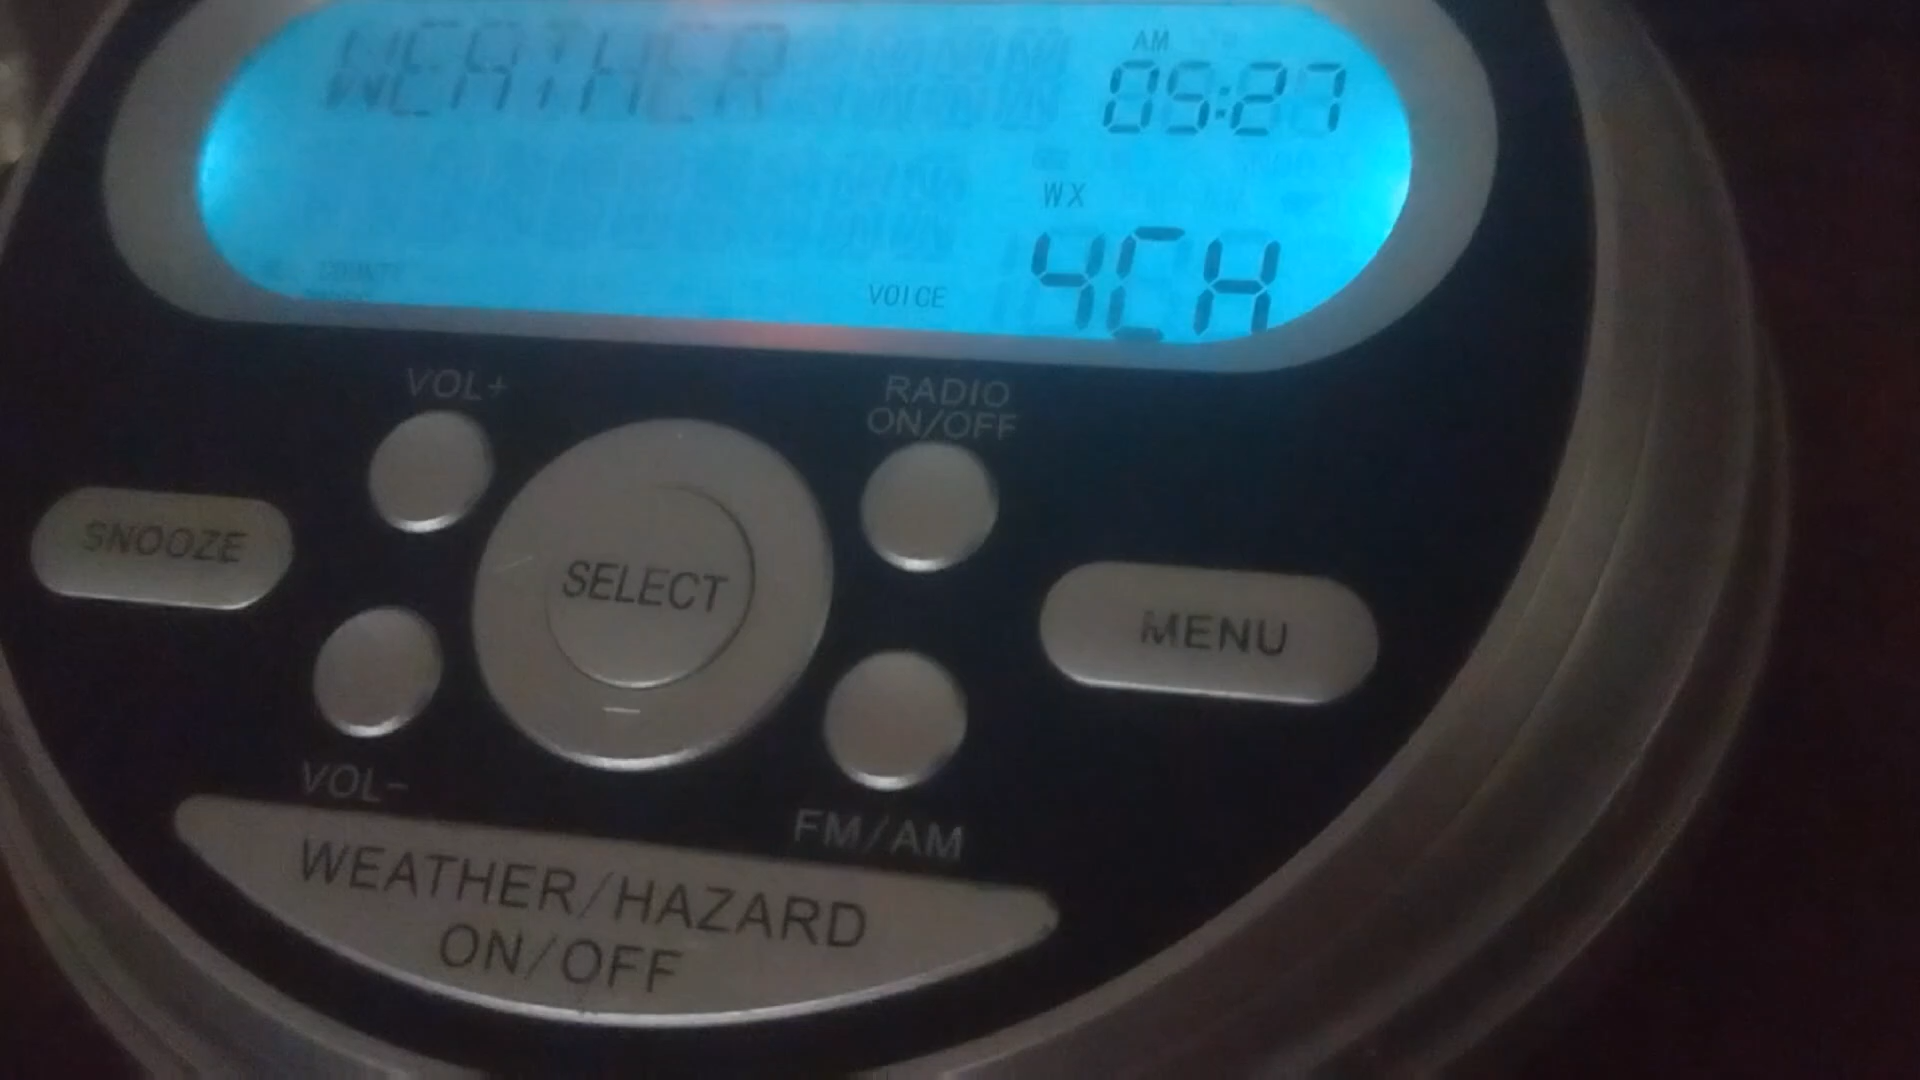 WEATHER
AM
05:27
WX
4CH
COUNTY
VOICE
VOL+
RADIO
ON/OFF
SNOOZE
SELECT
MENU
VOL-
FM/AM
WEATHER/HAZARD
ON/OFF